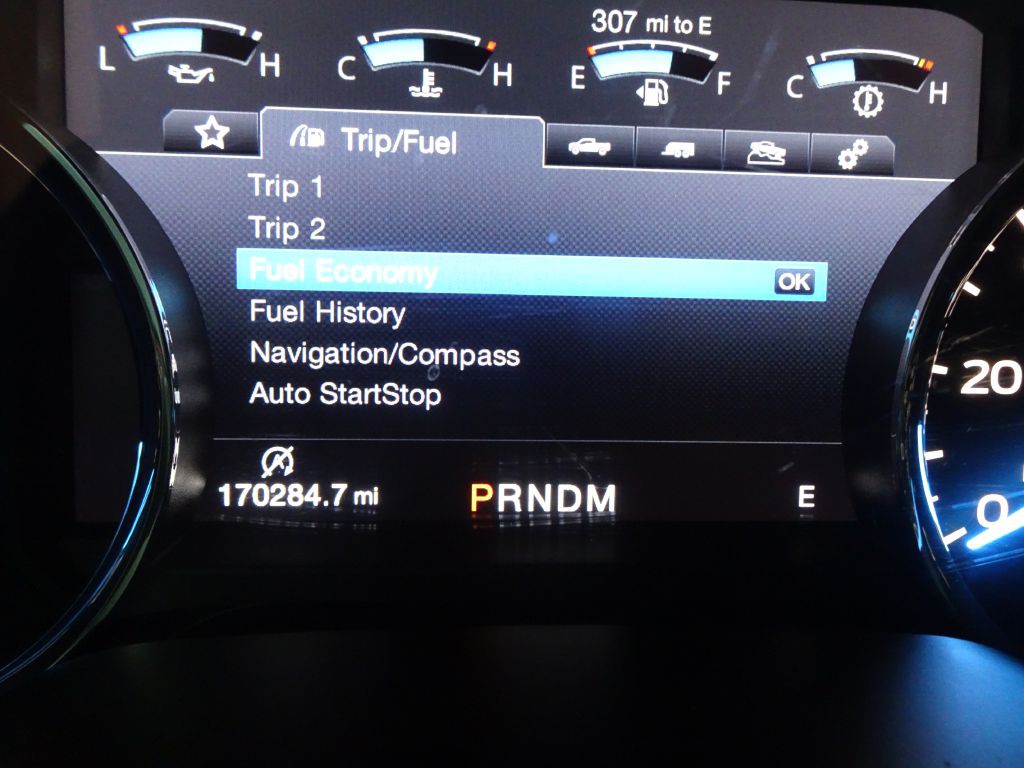 307 mi to E
L H
C H
E F
C H
Trip/Fuel
Trip 1
Trip 2
Fuel Economy OK
Fuel History
Navigation/Compass
Auto StartStop
170284.7 mi
PRNDM
E
20
0